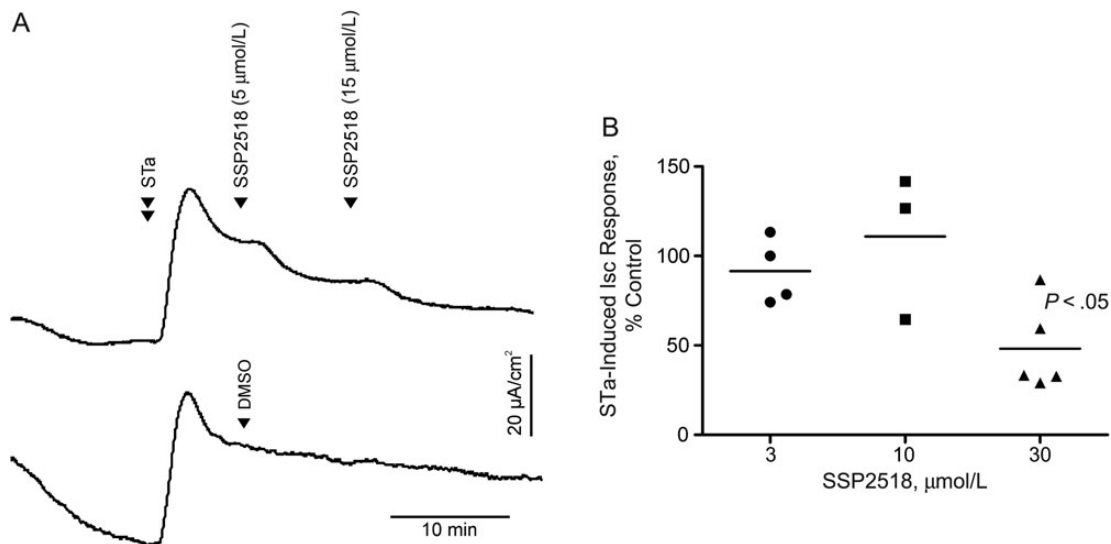 A
STa
SSP2518 (5 μmol/L)
SSP2518 (15 μmol/L)
DMSO
20 μA/cm²
10 min
B
STa-Induced Isc Response,
% Control
150
100
50
0
P < .05
3
10
30
SSP2518, μmol/L